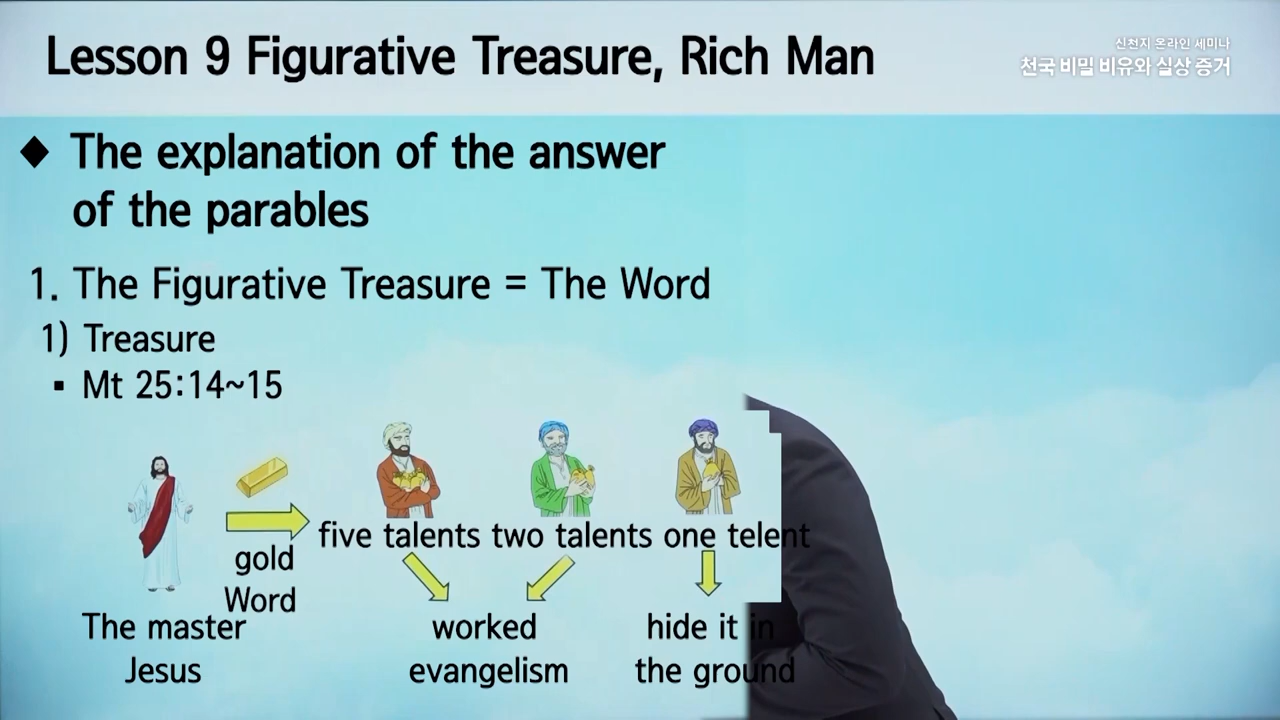 Lesson 9 Figurative Treasure, Rich Man
신천지 온라인 세미나
천국 비밀 비유와 실상 증거
◆ The explanation of the answer
of the parables
1. The Figurative Treasure = The Word
1) Treasure
▪ Mt 25:14~15
five talents two talents one telent
gold
Word
The master
Jesus
worked
evangelism
hide it in
the ground